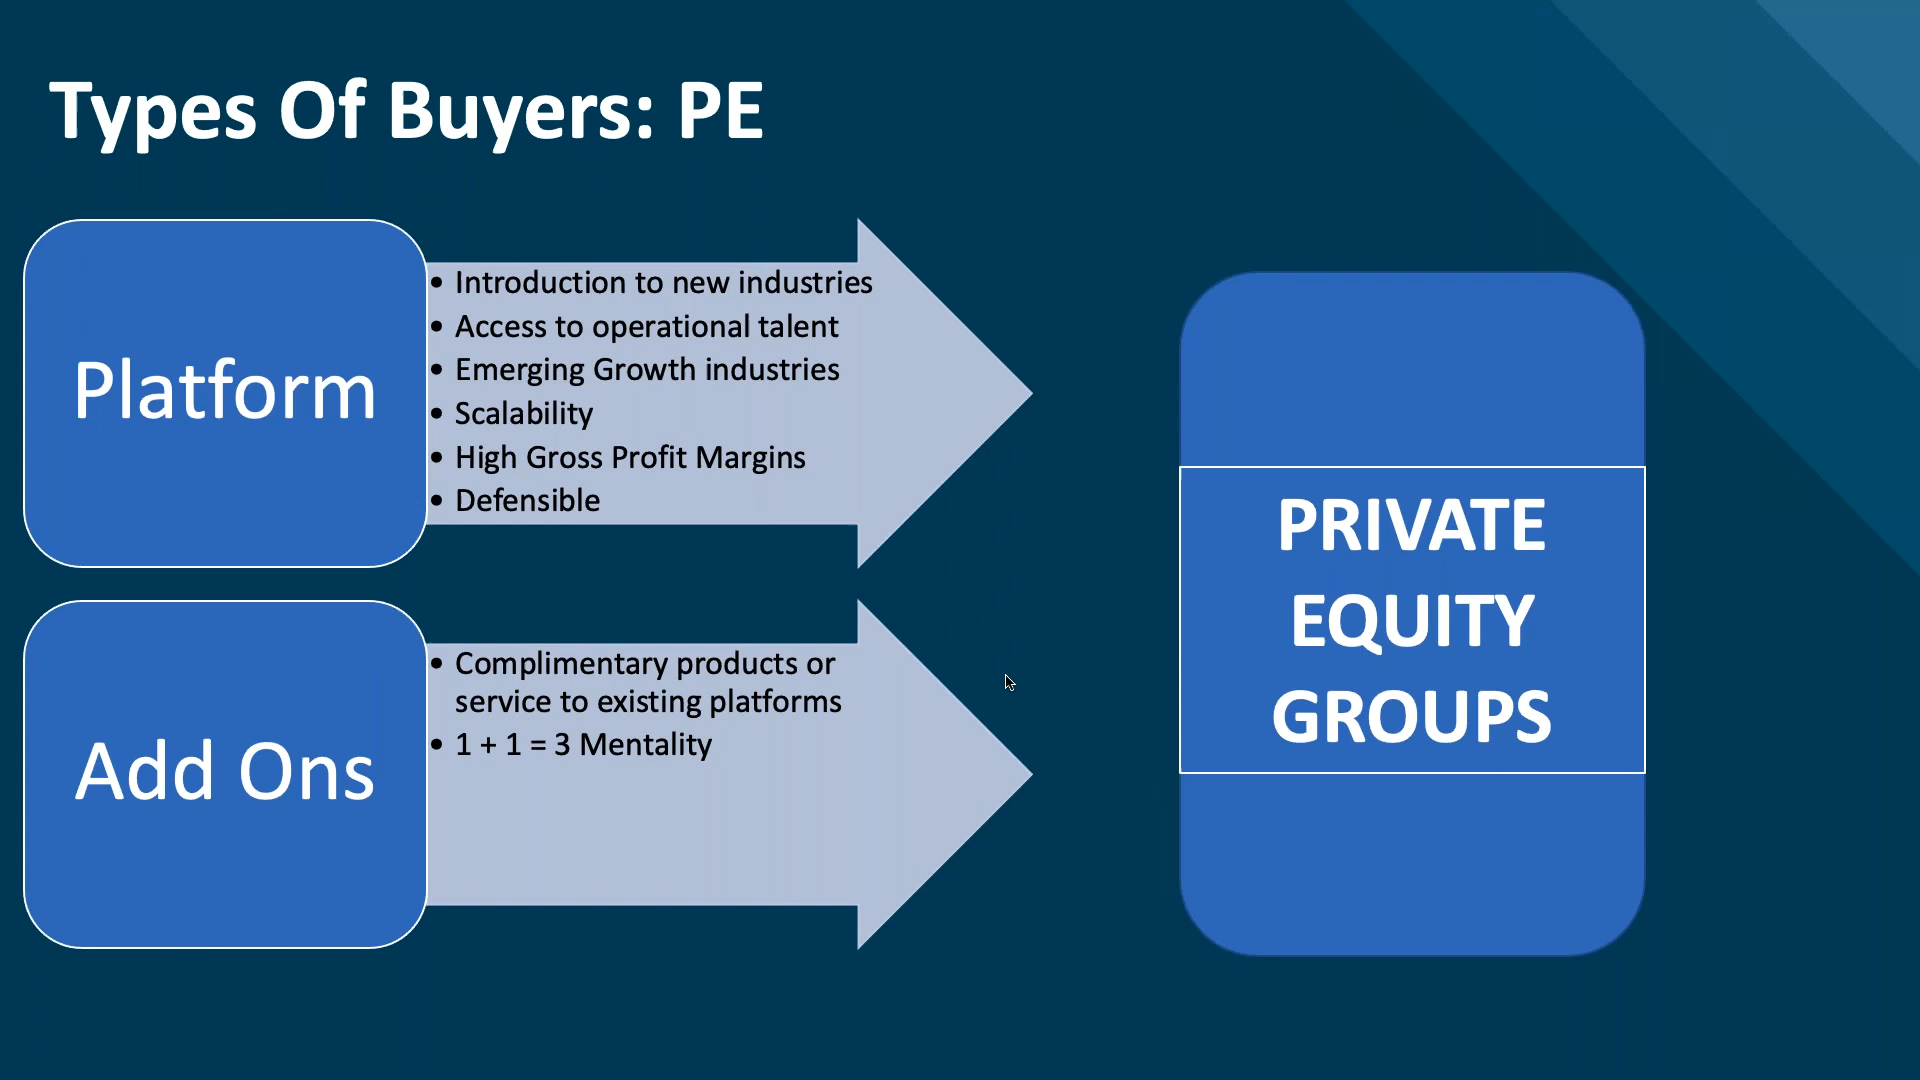 Types Of Buyers: PE
Platform
• Introduction to new industries
• Access to operational talent
• Emerging Growth industries
• Scalability
• High Gross Profit Margins
• Defensible
Add Ons
• Complimentary products or
service to existing platforms
• 1 + 1 = 3 Mentality
PRIVATE
EQUITY
GROUPS